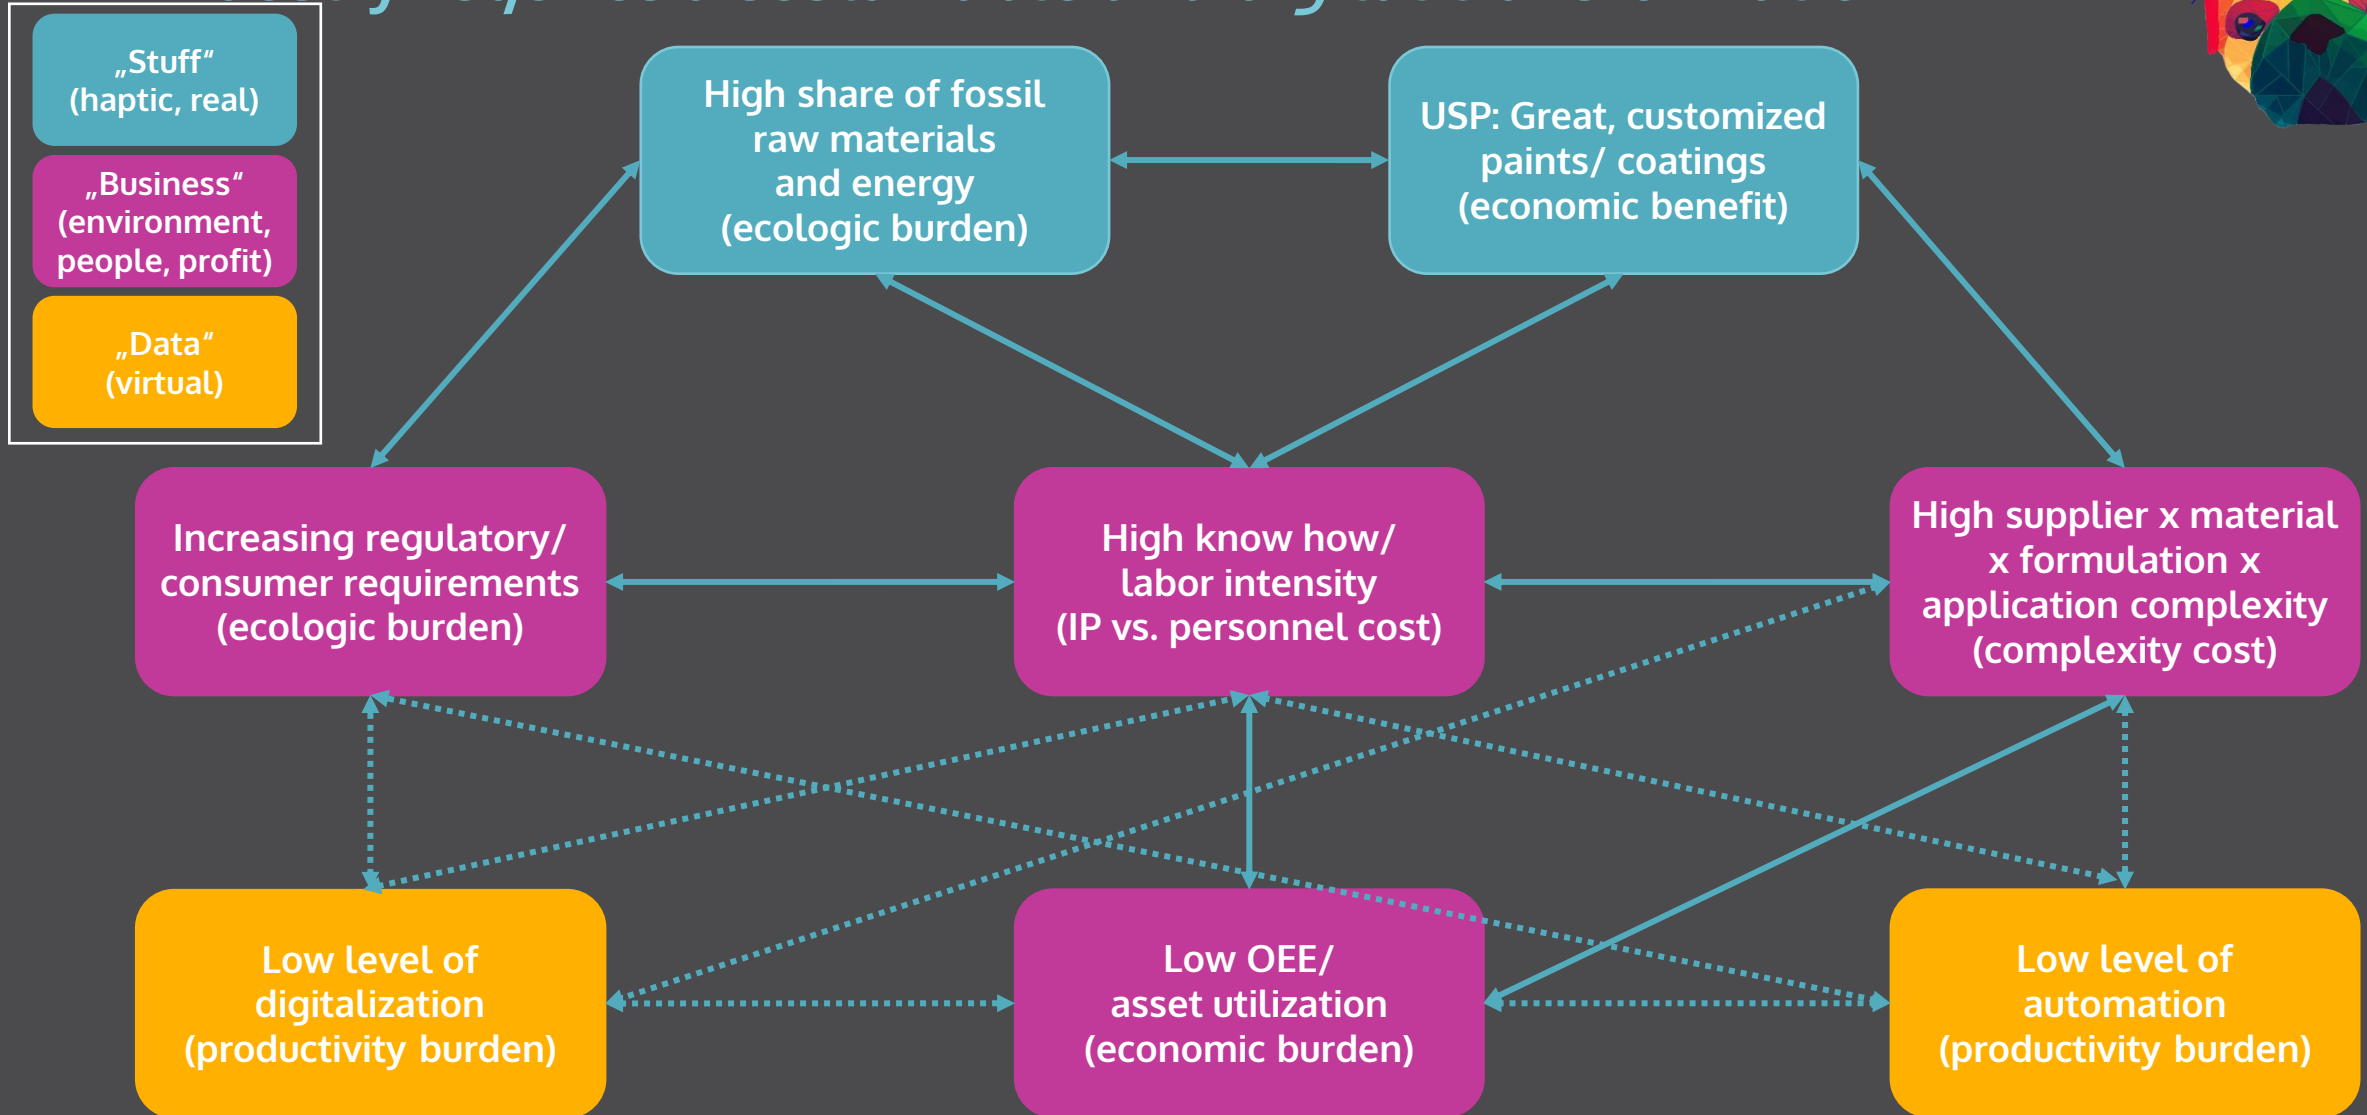 „Stuff“
(haptic, real)
„Business“
(environment,
people, profit)
„Data“
(virtual)
High share of fossil
raw materials
and energy
(ecologic burden)
USP: Great, customized
paints/ coatings
(economic benefit)
Increasing regulatory/
consumer requirements
(ecologic burden)
High know how/
labor intensity
(IP vs. personnel cost)
High supplier x material
x formulation x
application complexity
(complexity cost)
Low level of
digitalization
(productivity burden)
Low OEE/
asset utilization
(economic burden)
Low level of
automation
(productivity burden)